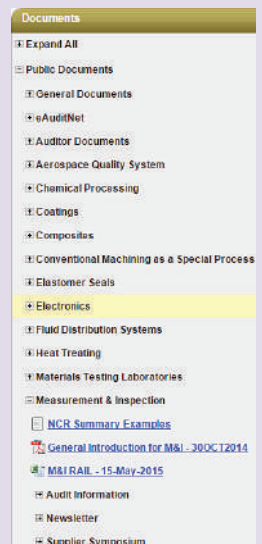 Documents
Expand All
Public Documents
General Documents
eAuditNet
Auditor Documents
Aerospace Quality System
Chemical Processing
Coatings
Composites
Conventional Machining as a Special Process
Elastomer Seals
Electronics
Fluid Distribution Systems
Heat Treating
Materials Testing Laboratories
Measurement & Inspection
NCR Summary Examples
General Introduction for M&I - 30OCT2014
M&I RAIL - 15-May-2015
Audit Information
Newsletter
Supplier Symposium